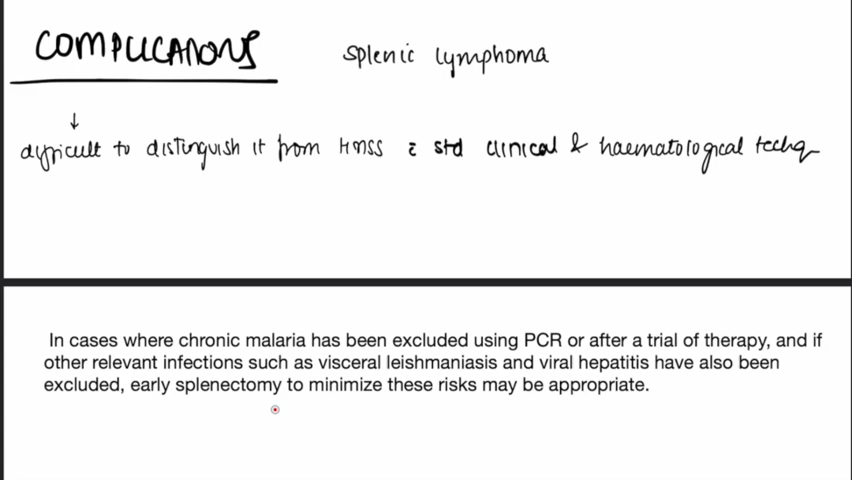 COMPLICATIONS
splenic lymphoma
↓
difficult to distinguish it from HMSS c̄ std clinical & haematological techq
In cases where chronic malaria has been excluded using PCR or after a trial of therapy, and if
other relevant infections such as visceral leishmaniasis and viral hepatitis have also been
excluded, early splenectomy to minimize these risks may be appropriate.